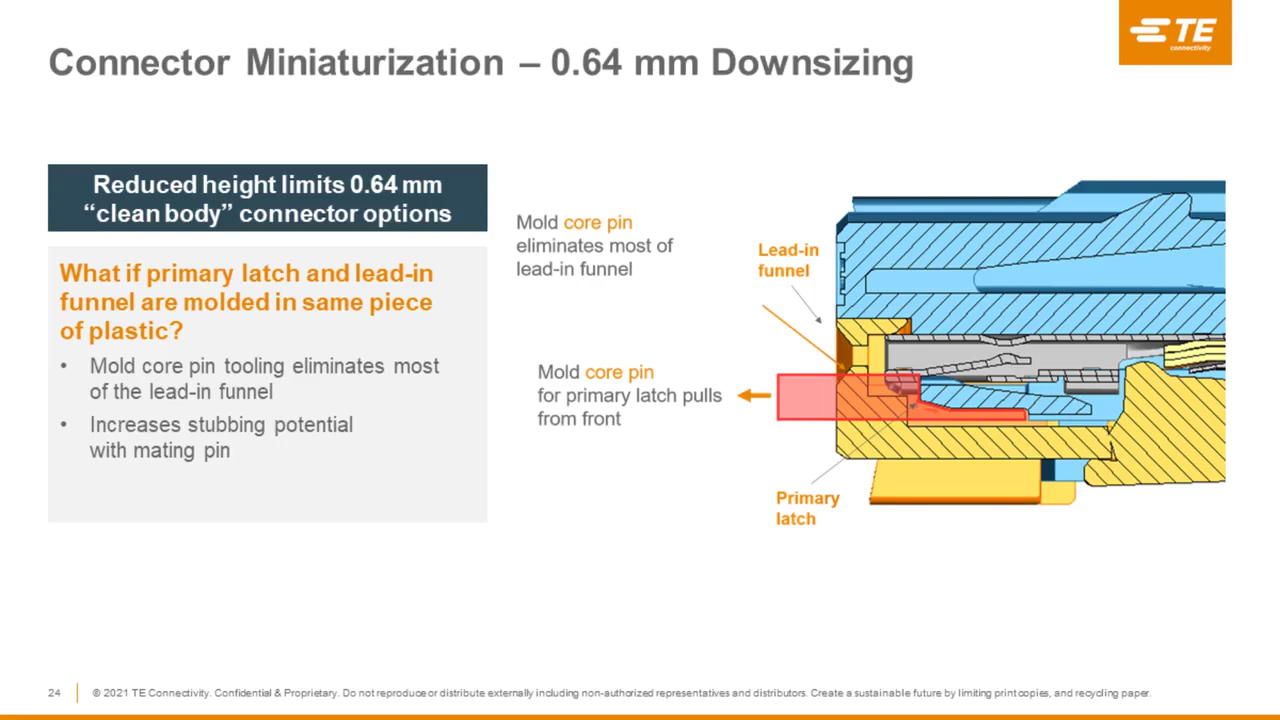 TE
connectivity
Connector Miniaturization – 0.64 mm Downsizing
Reduced height limits 0.64 mm
“clean body” connector options
What if primary latch and lead-in
funnel are molded in same piece
of plastic?
• Mold core pin tooling eliminates most
of the lead-in funnel
• Increases stubbing potential
with mating pin
Mold core pin
eliminates most of
lead-in funnel
Lead-in
funnel
Mold core pin
for primary latch pulls
from front
Primary
latch
24
© 2021 TE Connectivity. Confidential & Proprietary. Do not reproduce or distribute externally including non-authorized representatives and distributors. Create a sustainable future by limiting print copies, and recycling paper.